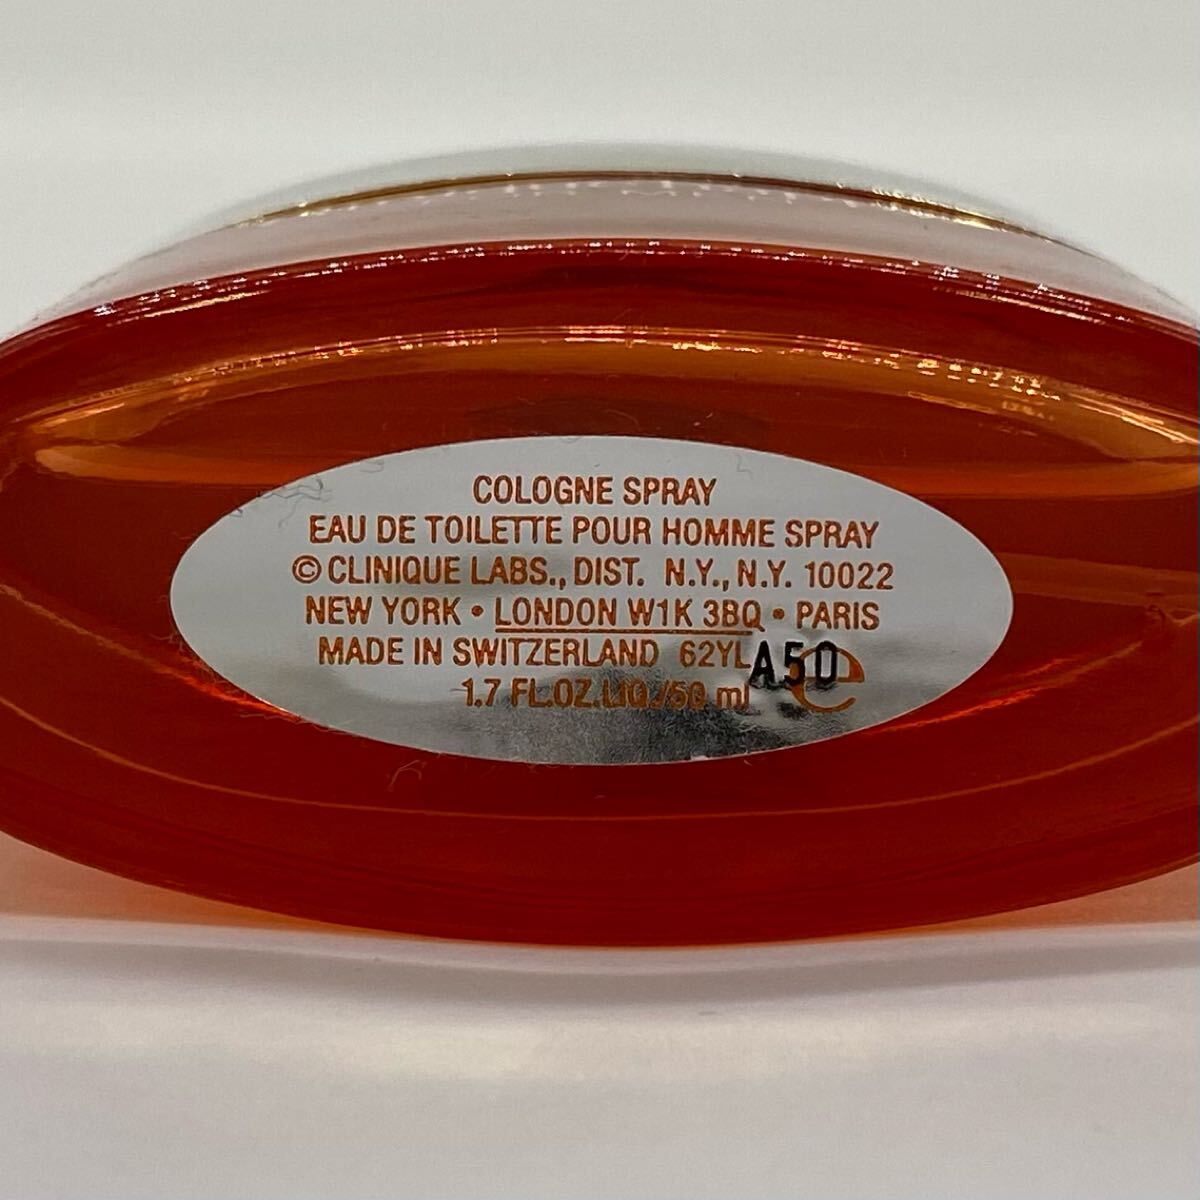 COLOGNE SPRAY
EAU DE TOILETTE POUR HOMME SPRAY
© CLINIQUE LABS., DIST. N.Y., N.Y. 10022
NEW YORK • LONDON W1K 3BQ • PARIS
MADE IN SWITZERLAND 62YL A50
1.7 FL.OZ.LIQ./50 ml e